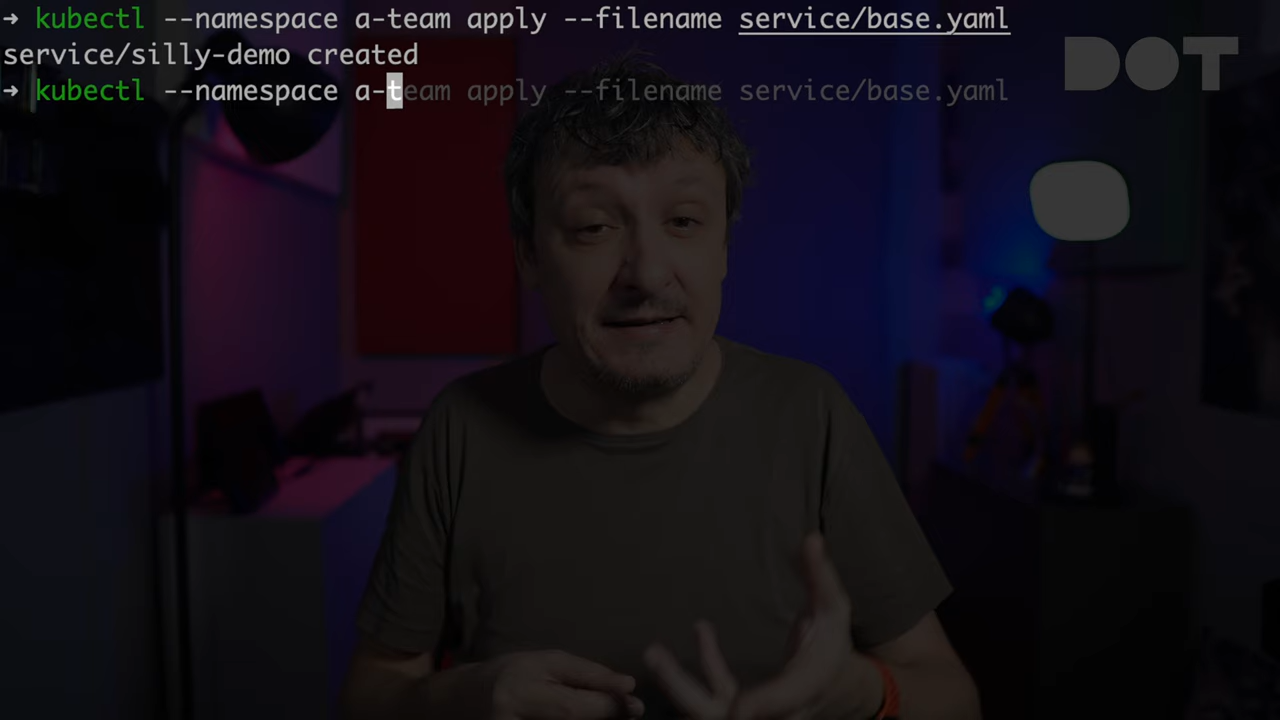 ➜ kubectl --namespace a-team apply --filename service/base.yaml
service/silly-demo created
➜ kubectl --namespace a-team apply --filename service/base.yaml
DOT